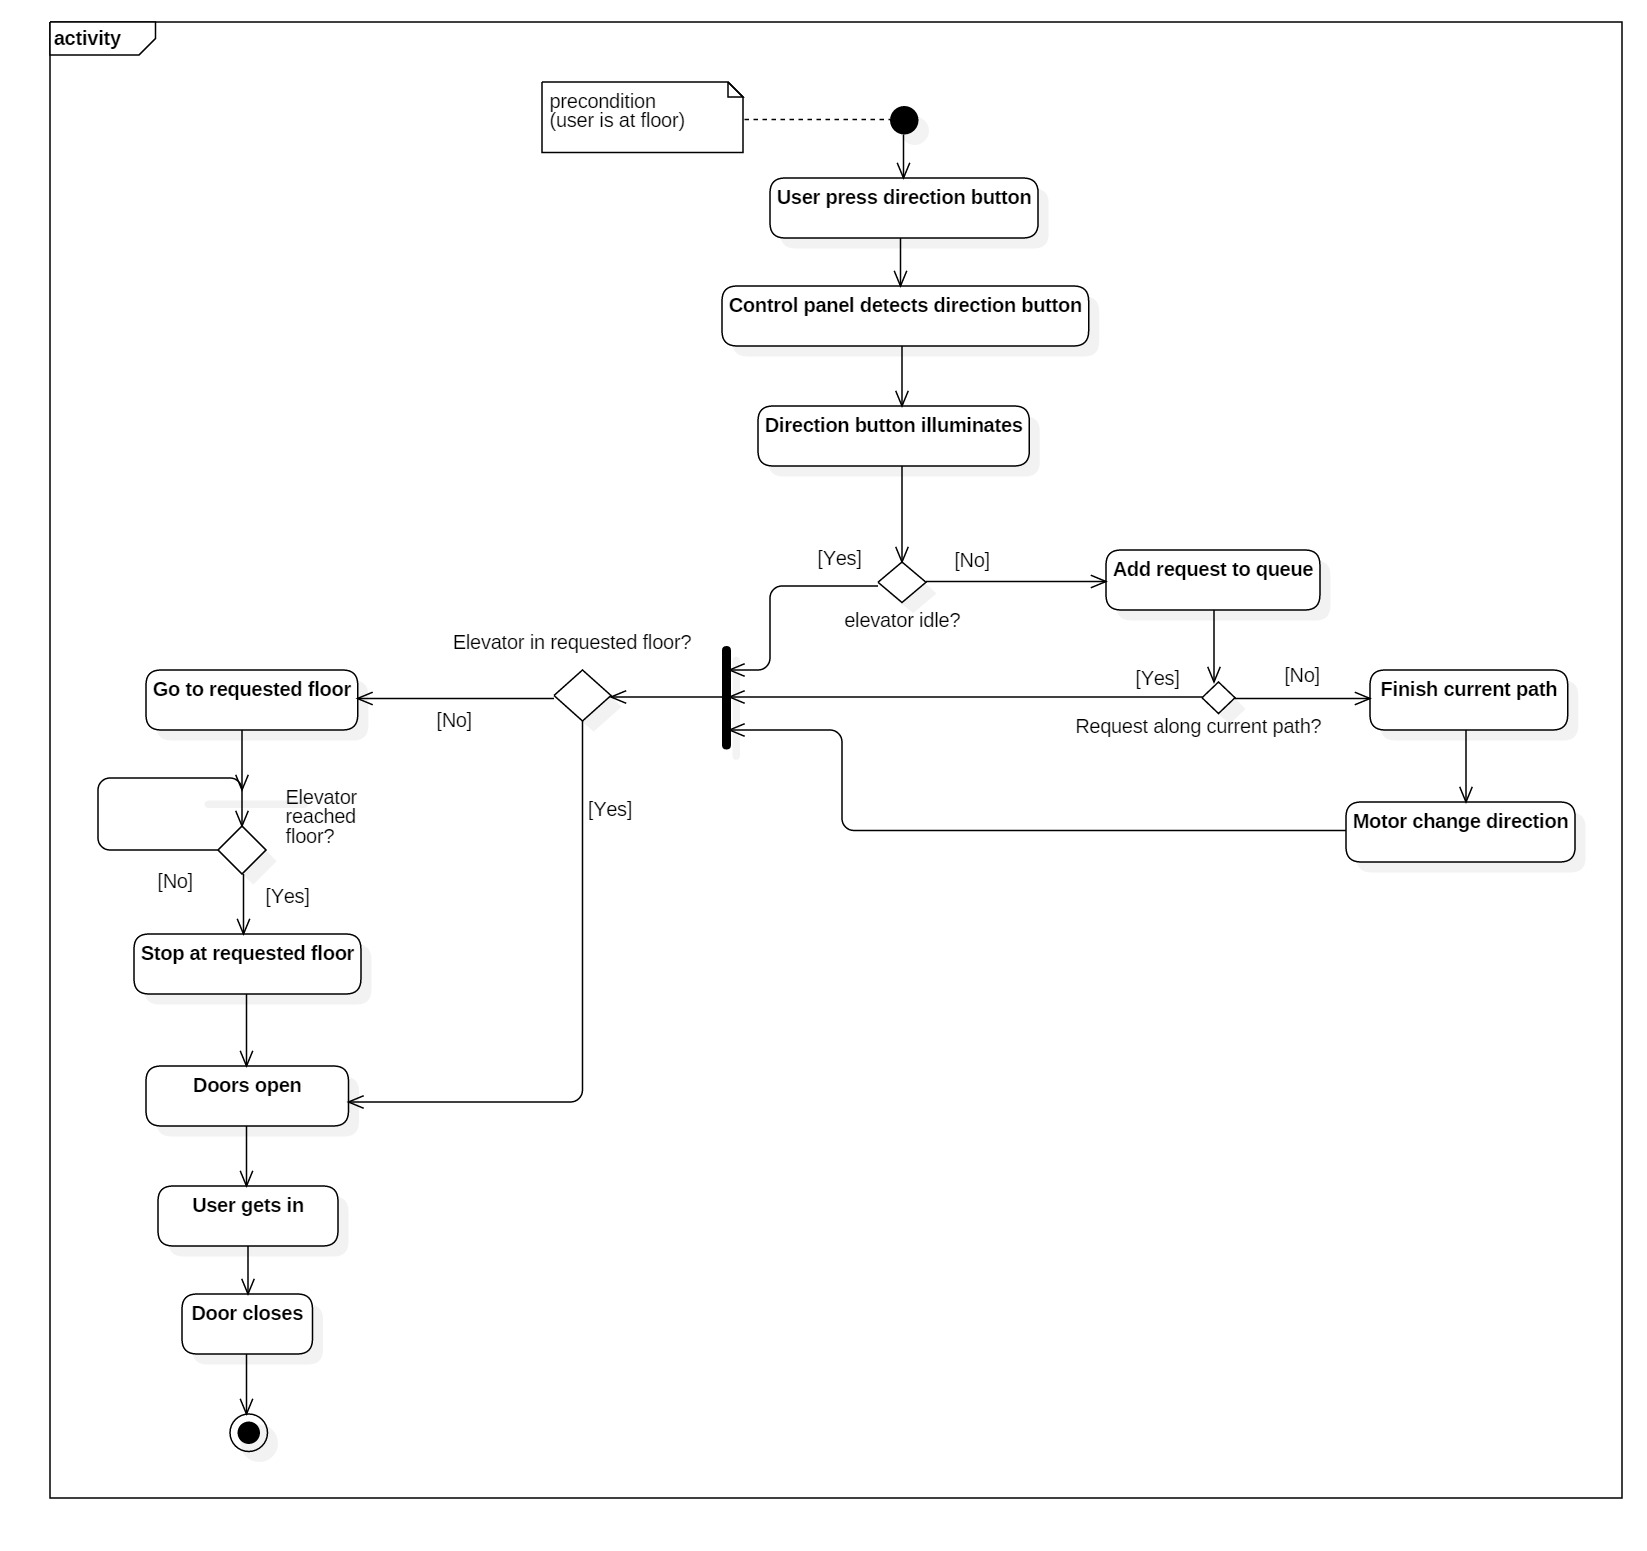 activity
precondition
(user is at floor)
User press direction button
Control panel detects direction button
Direction button illuminates
[Yes]
[No]
Add request to queue
elevator idle?
Elevator in requested floor?
Go to requested floor
[No]
[Yes]
[No]
Finish current path
Request along current path?
Elevator
reached
floor?
[Yes]
Motor change direction
[No]
[Yes]
Stop at requested floor
Doors open
User gets in
Door closes